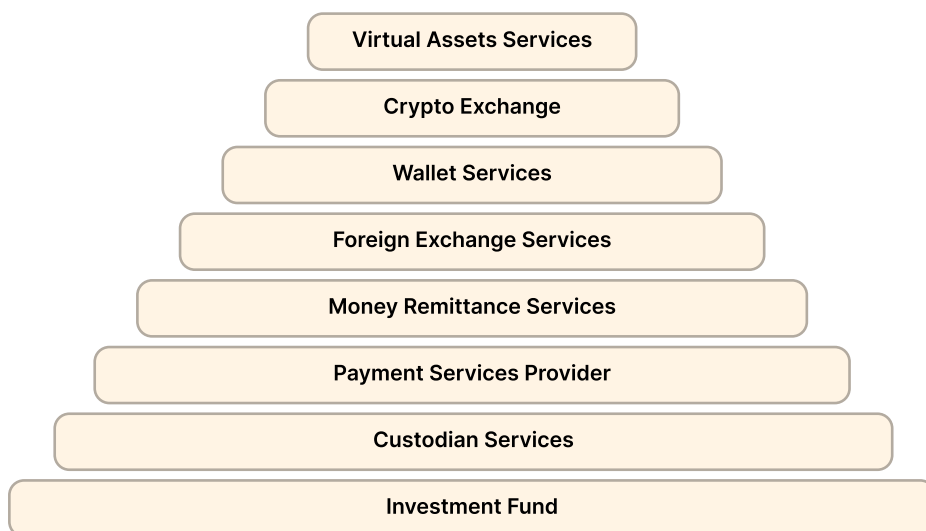 Virtual Assets Services
Crypto Exchange
Wallet Services
Foreign Exchange Services
Money Remittance Services
Payment Services Provider
Custodian Services
Investment Fund